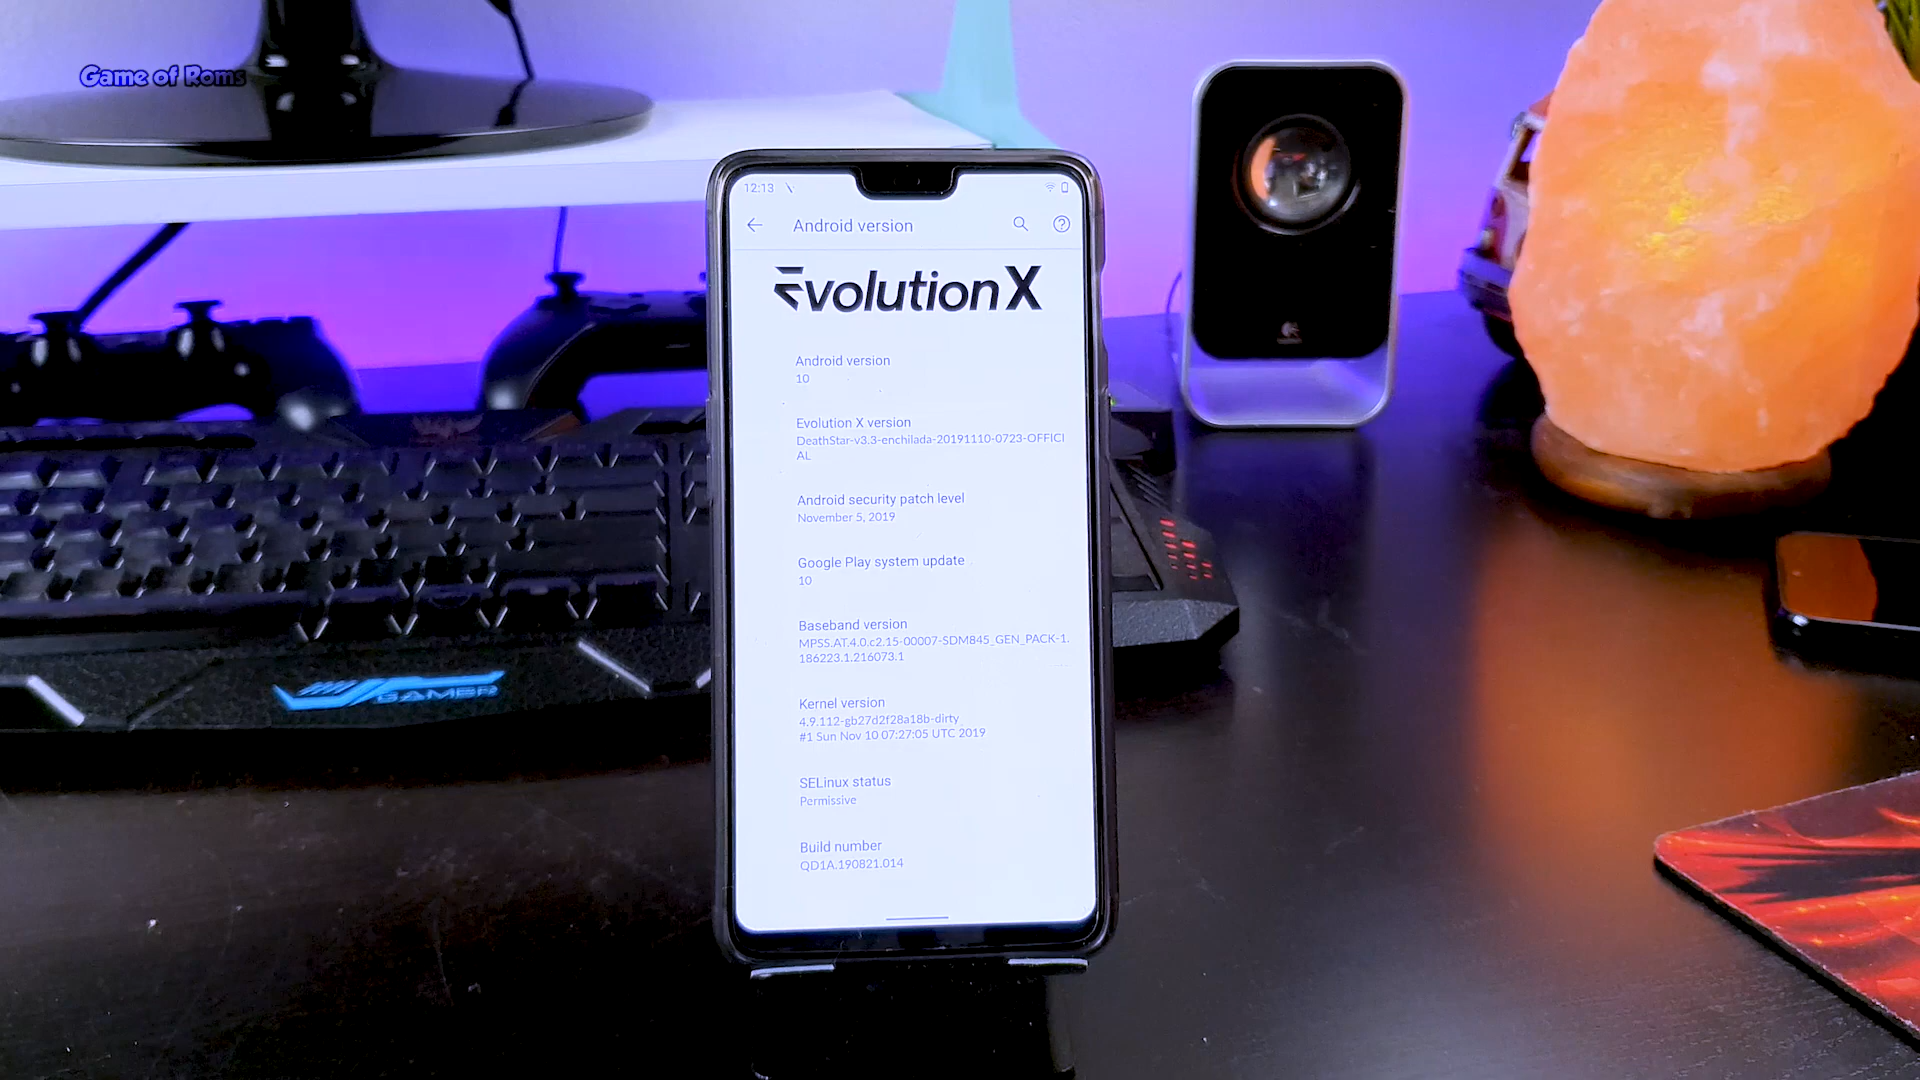 Game of Roms
12:13
Android version
EvolutionX
Android version
10
Evolution X version
DeathStar-v3.3-enchilada-20191110-0723-OFFICI
AL
Android security patch level
November 5, 2019
Google Play system update
10
Baseband version
MPSS.AT.4.0.c2.15-00007-SDM845_GEN_PACK-1.
186223.1.216073.1
Kernel version
4.9.112-gb27d2f28a18b-dirty
#1 Sun Nov 10 07:27:05 UTC 2019
SELinux status
Permissive
Build number
QD1A.190821.014
GAMER